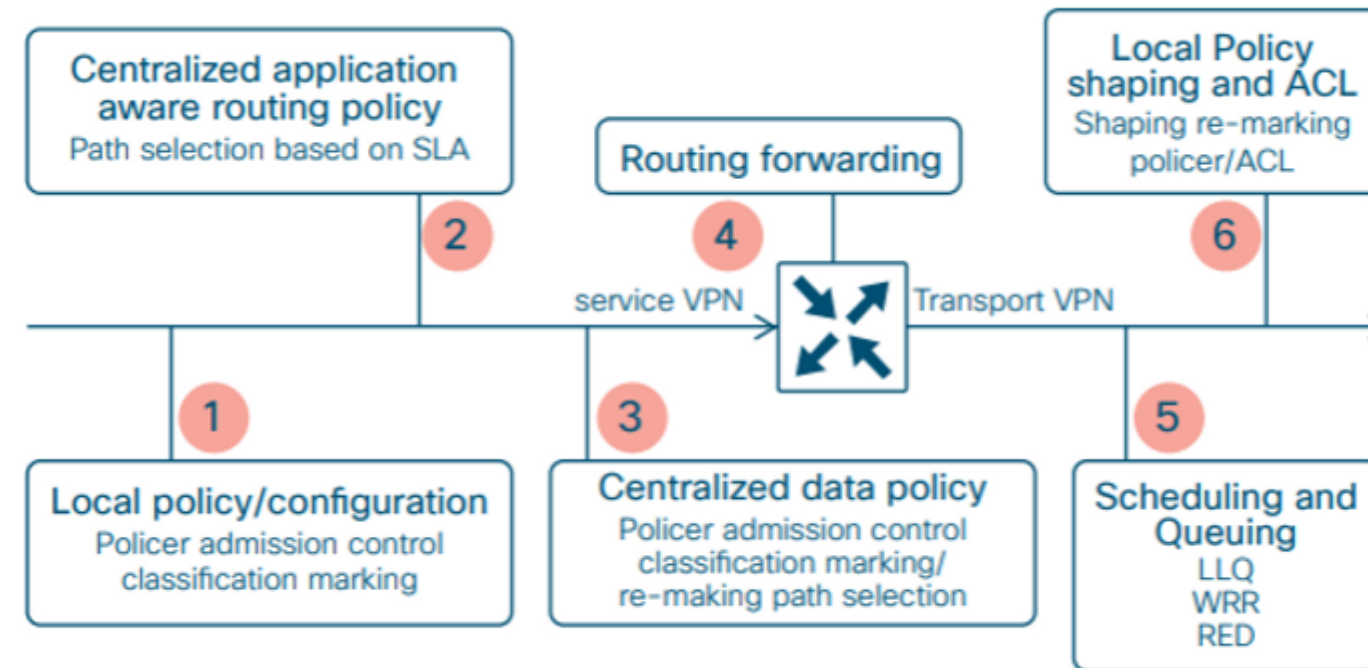 Centralized application
aware routing policy
Path selection based on SLA
2
Routing forwarding
4
Local Policy
shaping and ACL
Shaping re-marking
policer/ACL
6
service VPN
Transport VPN
1
Local policy/configuration
Policer admission control
classification marking
3
Centralized data policy
Policer admission control
classification marking/
re-making path selection
5
Scheduling and
Queuing
LLQ
WRR
RED